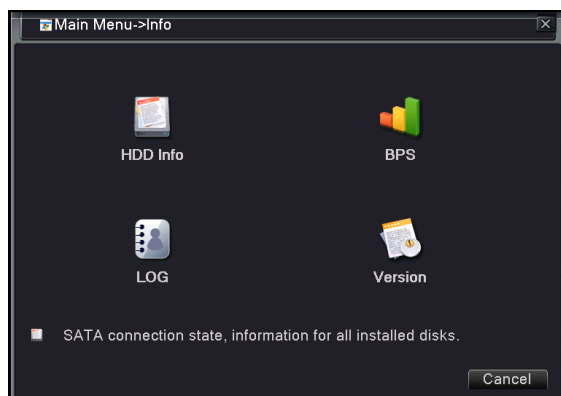 Main Menu->Info
HDD Info
BPS
LOG
Version
SATA connection state, information for all installed disks.
Cancel